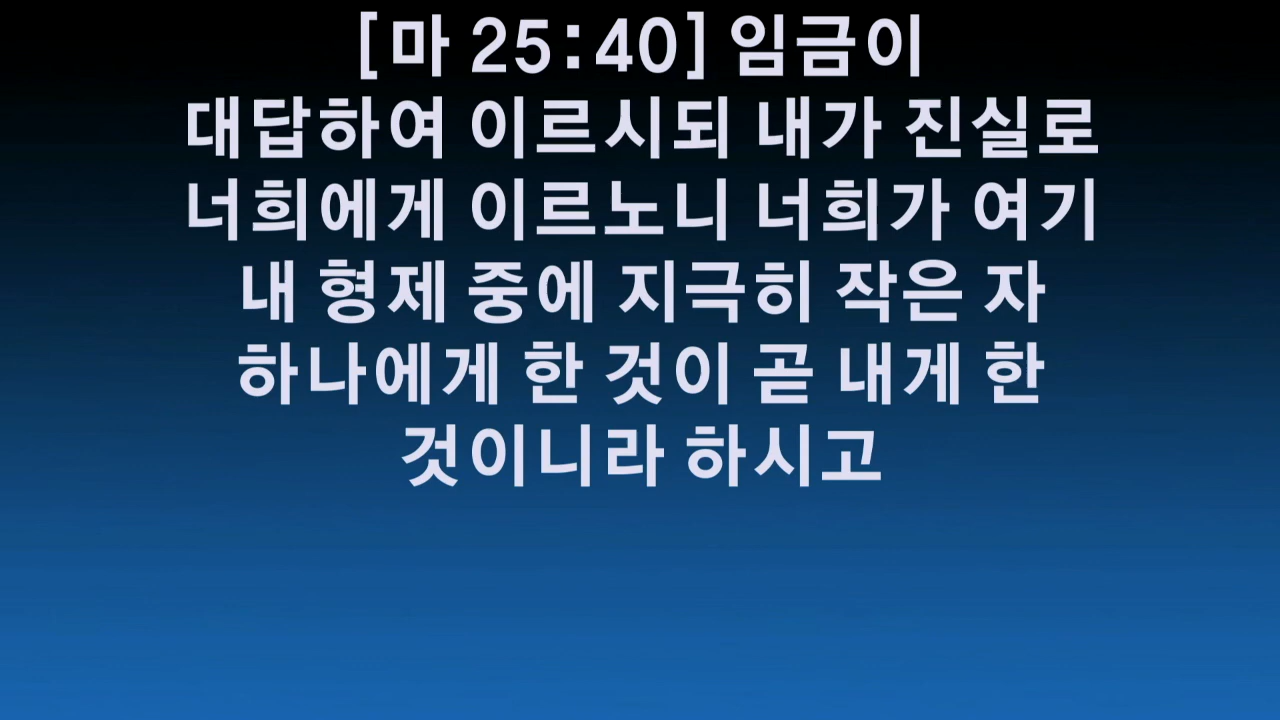 [마 25:40] 임금이
대답하여 이르시되 내가 진실로
너희에게 이르노니 너희가 여기
내 형제 중에 지극히 작은 자
하나에게 한 것이 곧 내게 한
것이니라 하시고